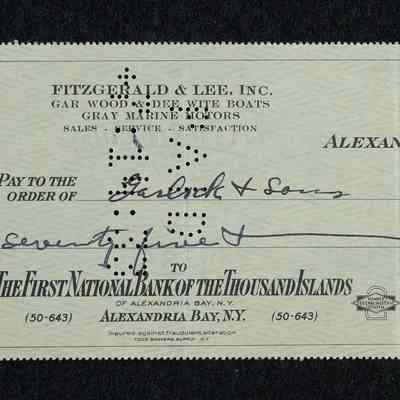 FITZGERALD & LEE, INC.
GAR WOOD & DEE WITE BOATS
GRAY MARINE MOTORS
SALES - SERVICE - SATISFACTION
ALEXAN
PAY TO THE
ORDER OF Garlock & Sons
seventy five &
TO
THE FIRST NATIONAL BANK OF THE THOUSAND ISLANDS
OF ALEXANDRIA BAY, N.Y.
(50-643) ALEXANDRIA BAY, N.Y. (50-643)
Insured against fraudulent alteration